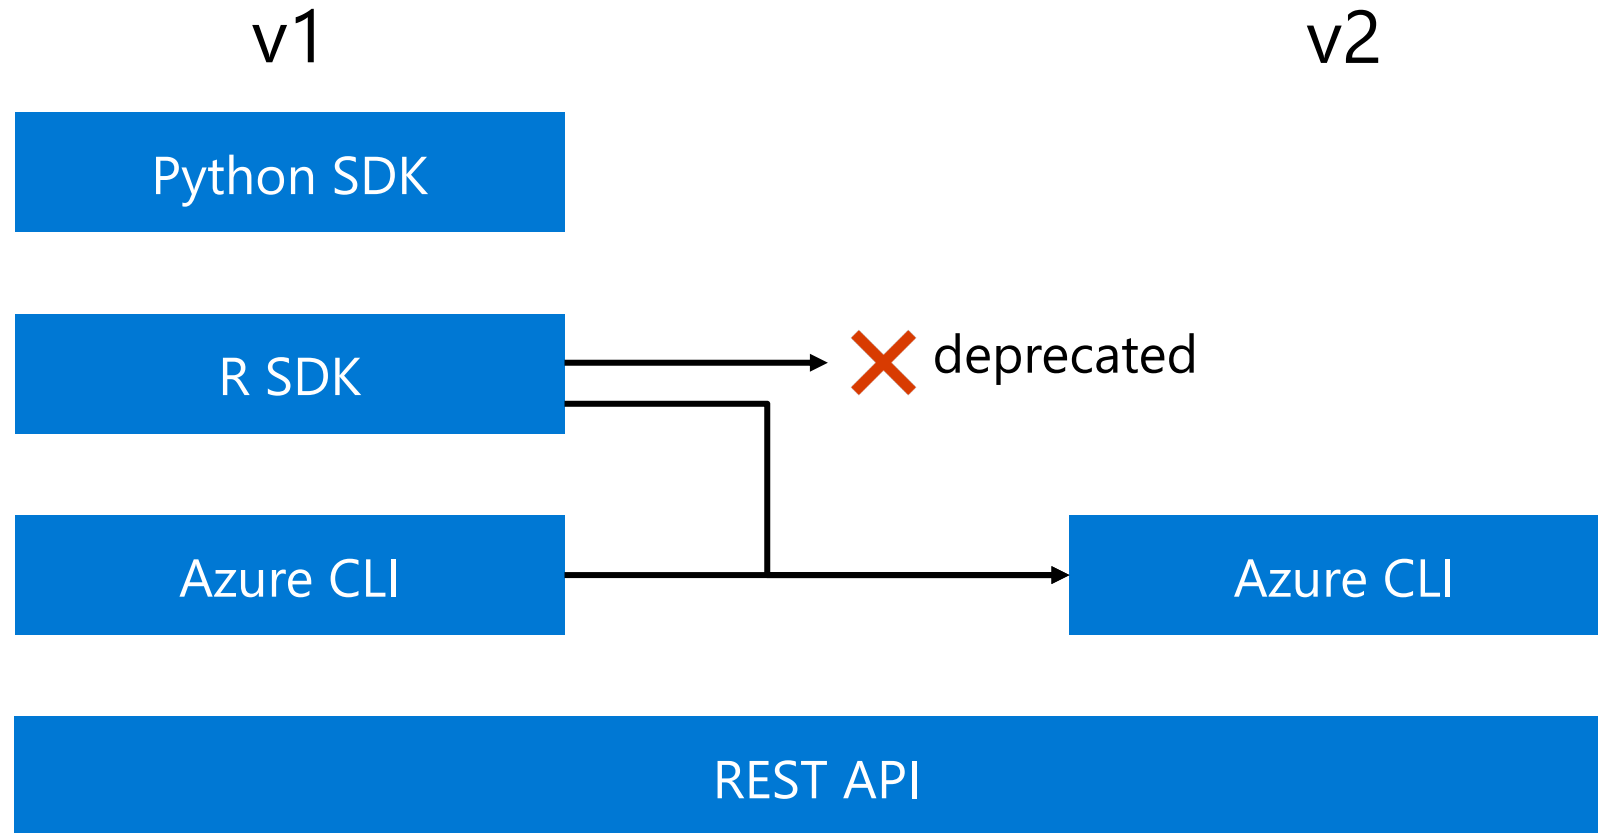 v1
v2
Python SDK
R SDK
deprecated
Azure CLI
Azure CLI
REST API